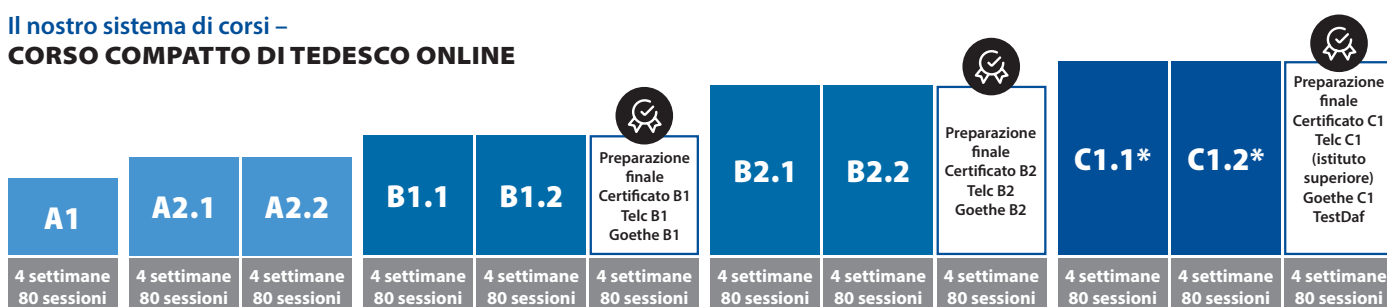 Il nostro sistema di corsi –
CORSO COMPATTO DI TEDESCO ONLINE
A1
4 settimane
80 sessioni
A2.1
4 settimane
80 sessioni
A2.2
4 settimane
80 sessioni
B1.1
4 settimane
80 sessioni
B1.2
4 settimane
80 sessioni
Preparazione
finale
Certificato B1
Telc B1
Goethe B1
4 settimane
80 sessioni
B2.1
4 settimane
80 sessioni
B2.2
4 settimane
80 sessioni
Preparazione
finale
Certificato B2
Telc B2
Goethe B2
4 settimane
80 sessioni
C1.1*
4 settimane
80 sessioni
C1.2*
4 settimane
80 sessioni
Preparazione
finale
Certificato C1
Telc C1
(istituto
superiore)
Goethe C1
TestDaf
4 settimane
80 sessioni